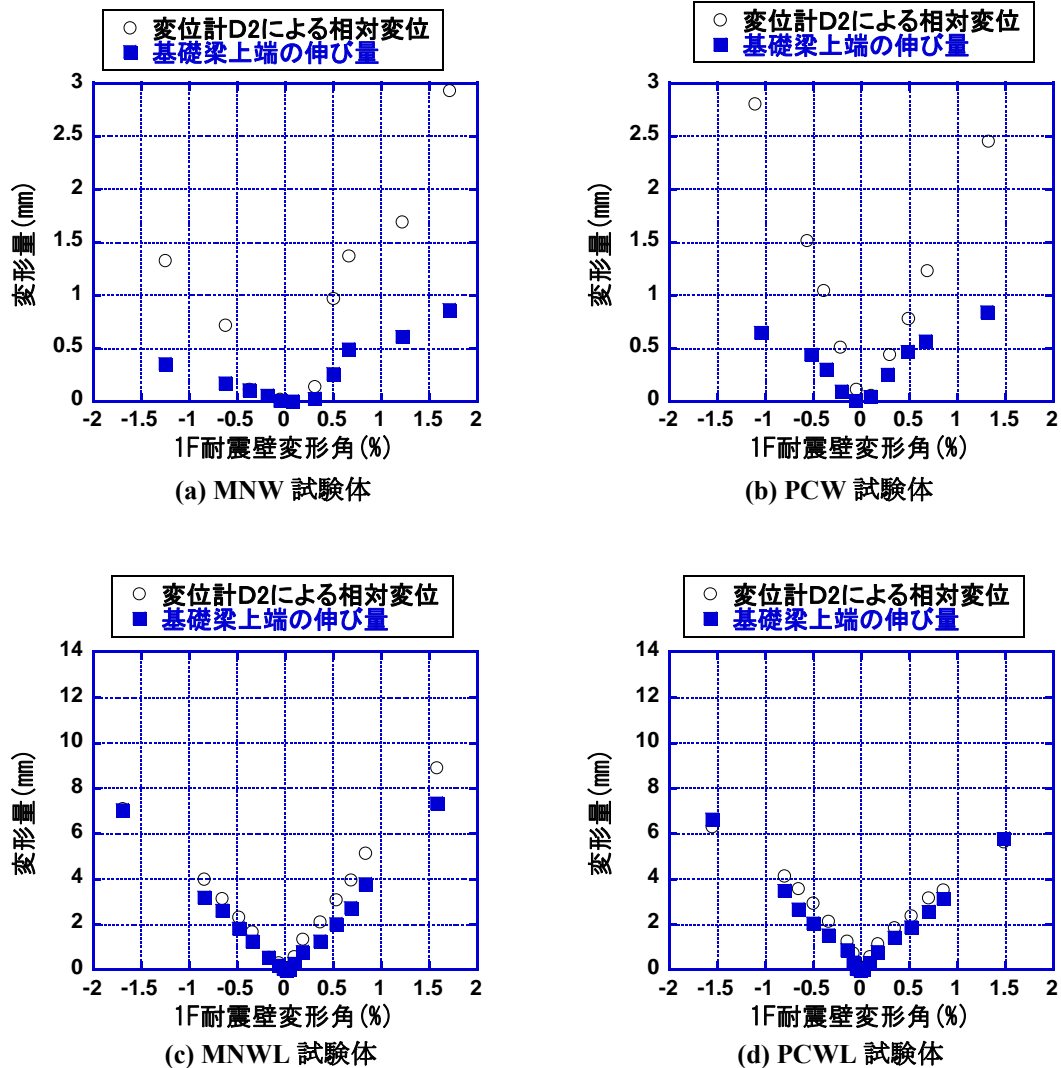 ○ 変位計D2による相対変位
■ 基礎梁上端の伸び量
3
2.5
2
1.5
1
0.5
0
変形量(㎜)
-2 -1.5 -1 -0.5 0 0.5 1 1.5 2
1F耐震壁変形角(%)
(a) MNW 試験体
○ 変位計D2による相対変位
■ 基礎梁上端の伸び量
3
2.5
2
1.5
1
0.5
0
変形量(㎜)
-2 -1.5 -1 -0.5 0 0.5 1 1.5 2
1F耐震壁変形角(%)
(b) PCW 試験体
○ 変位計D2による相対変位
■ 基礎梁上端の伸び量
14
12
10
8
6
4
2
0
変形量(㎜)
-2 -1.5 -1 -0.5 0 0.5 1 1.5 2
1F耐震壁変形角(%)
(c) MNWL 試験体
○ 変位計D2による相対変位
■ 基礎梁上端の伸び量
14
12
10
8
6
4
2
0
変形量(㎜)
-2 -1.5 -1 -0.5 0 0.5 1 1.5 2
1F耐震壁変形角(%)
(d) PCWL 試験体